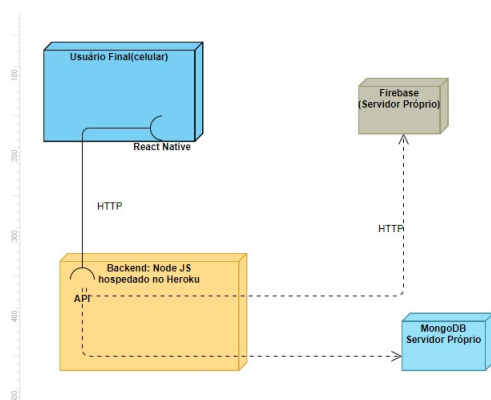 Usuário Final(celular)
React Native
Firebase
(Servidor Próprio)
HTTP
HTTP
Backend: Node JS
hospedado no Heroku
API
MongoDB
Servidor Próprio
100
200
300
400
500